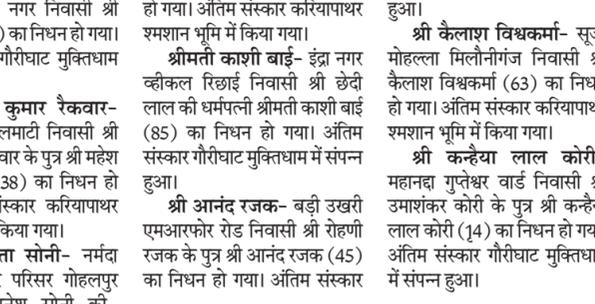 नगर निवासी श्री
) का निधन हो गया।
गौरीघाट मुक्तिधाम
कुमार रैकवार-
लमाटी निवासी श्री
वार के पुत्र श्री महेश
38) का निधन हो
स्कार करियापाथर
किया गया।
ता सोनी- नर्मदा
परिसर गोहलपुर
सोनी की
हो गया। अंतिम संस्कार करियापाथर
श्मशान भूमि में किया गया।
श्रीमती काशी बाई- इंद्रा नगर
व्हीकल रिछाई निवासी श्री छेदी
लाल की धर्मपत्नी श्रीमती काशी बाई
(85) का निधन हो गया। अंतिम
संस्कार गौरीघाट मुक्तिधाम में संपन्न
हुआ।
श्री आनंद रजक- बड़ी उखरी
एमआरफोर रोड निवासी श्री रोहणी
रजक के पुत्र श्री आनंद रजक (45)
का निधन हो गया। अंतिम संस्कार
हुआ।
श्री कैलाश विश्वकर्मा- सू
मोहल्ला मिलौनीगंज निवासी
कैलाश विश्वकर्मा (63) का निध
हो गया। अंतिम संस्कार करियापाथ
श्मशान भूमि में किया गया।
श्री कन्हैया लाल कोरी
महानद्दा गुप्तेश्वर वार्ड निवासी
उमाशंकर कोरी के पुत्र श्री कन्है
लाल कोरी (14) का निधन हो गय
अंतिम संस्कार गौरीघाट मुक्तिधा
में संपन्न हुआ।